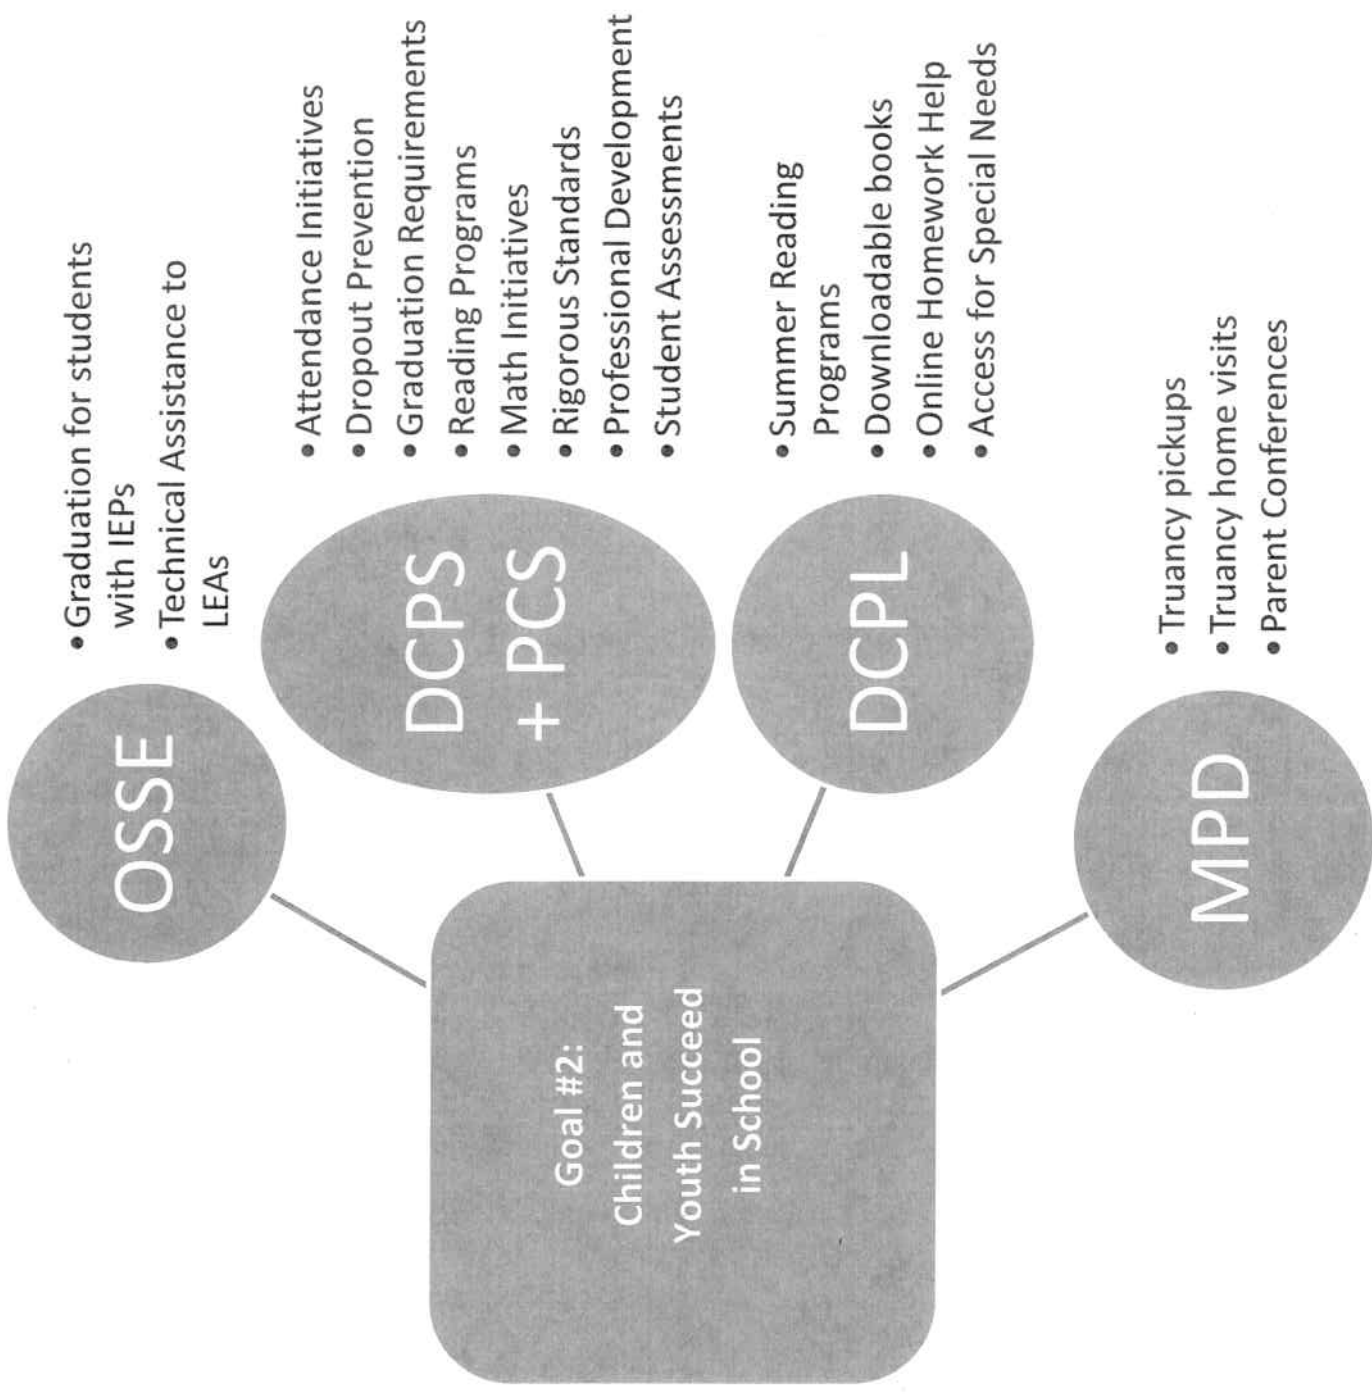 Goal #2:
Children and
Youth Succeed
in School
OSSE
• Graduation for students
with IEPs
• Technical Assistance to
LEAs
DCPS
+ PCS
• Attendance Initiatives
• Dropout Prevention
• Graduation Requirements
• Reading Programs
• Math Initiatives
• Rigorous Standards
• Professional Development
• Student Assessments
DCPL
• Summer Reading
Programs
• Downloadable books
• Online Homework Help
• Access for Special Needs
MPD
• Truancy pickups
• Truancy home visits
• Parent Conferences